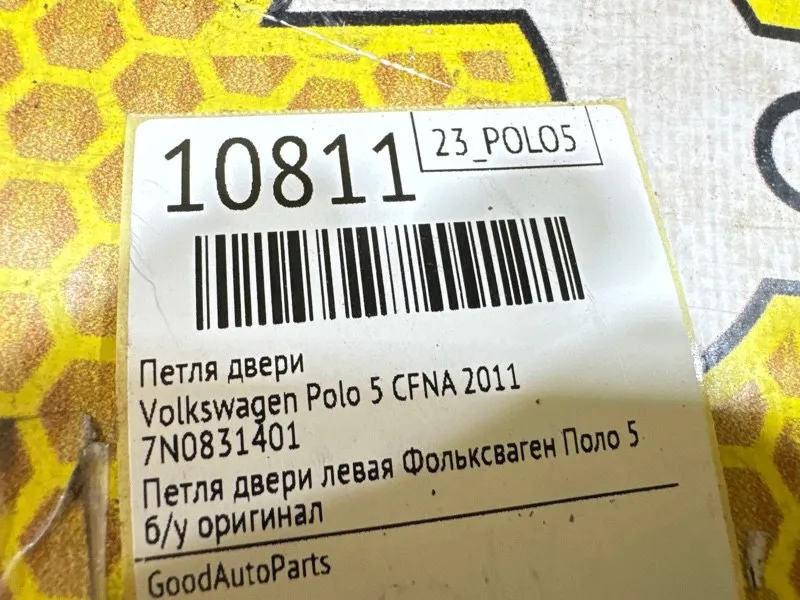 10811
23_POLO5
Петля двери
Volkswagen Polo 5 CFNA 2011
7N0831401
Петля двери левая Фольксваген Поло 5
б/у оригинал
GoodAutoParts